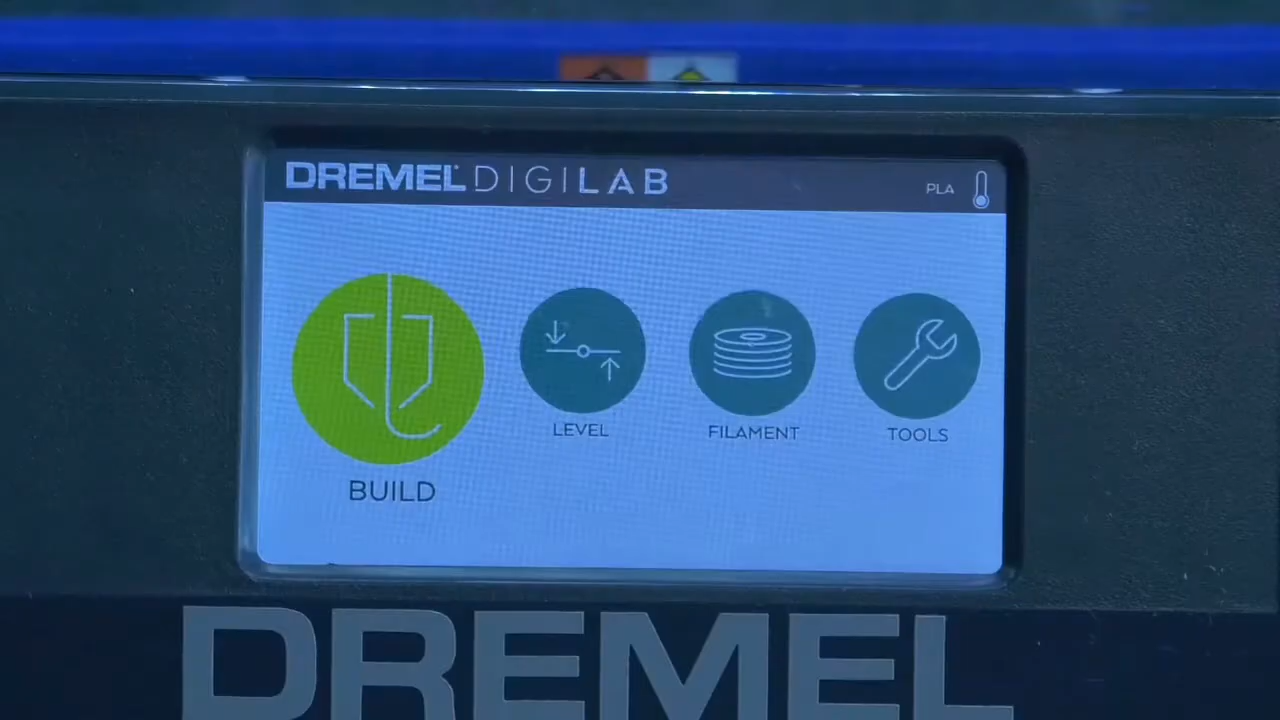 DREMEL DIGILAB
PLA
LEVEL
FILAMENT
TOOLS
BUILD
DREMEL